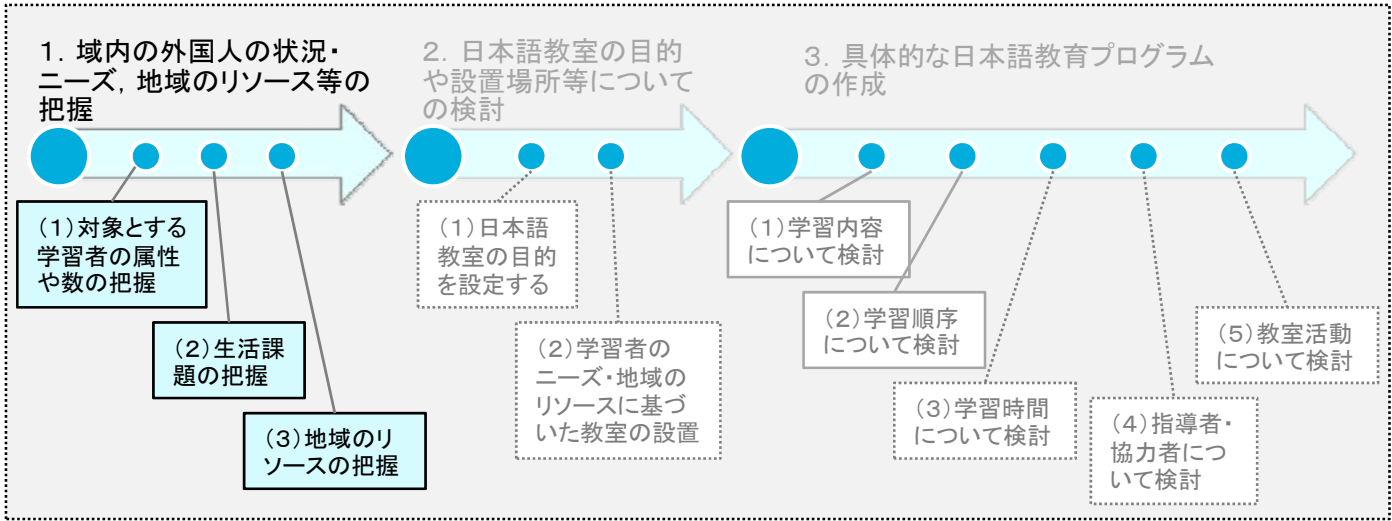 1．域内の外国人の状況・
ニーズ，地域のリソース等の
把握
（1）対象とする
学習者の属性
や数の把握
（2）生活課
題の把握
（3）地域のリ
ソースの把握
2．日本語教室の目的
や設置場所等について
の検討
（1）日本語
教室の目的
を設定する
（2）学習者の
ニーズ・地域の
リソースに基づ
いた教室の設置
3．具体的な日本語教育プログラム
の作成
（1）学習内容
について検討
（2）学習順序
について検討
（3）学習時間
について検討
（4）指導者・
協力者につ
いて検討
（5）教室活動
について検討